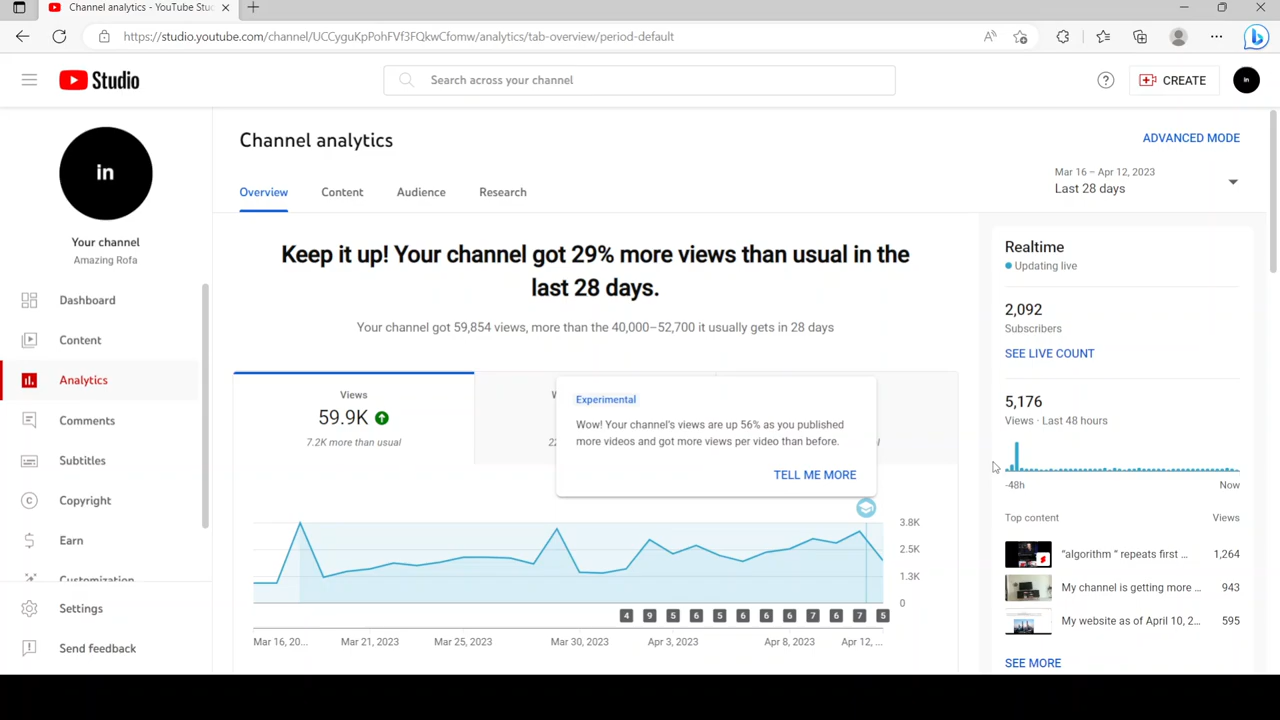 Channel analytics - YouTube Stu
https://studio.youtube.com/channel/UCCyguKpPohFVf3FQkwCfomw/analytics/tab-overview/period-default
Studio
Search across your channel
CREATE
in
in
Your channel
Amazing Rofa
Dashboard
Content
Analytics
Comments
Subtitles
Copyright
Earn
Customization
Settings
Send feedback
Channel analytics
ADVANCED MODE
Overview
Content
Audience
Research
Mar 16 – Apr 12, 2023
Last 28 days
Keep it up! Your channel got 29% more views than usual in the
last 28 days.
Your channel got 59,854 views, more than the 40,000–52,700 it usually gets in 28 days
Views
59.9K
7.2K more than usual
W
22
Experimental
Wow! Your channel's views are up 56% as you published
more videos and got more views per video than before.
TELL ME MORE
3.8K
2.5K
1.3K
0
4 9 5 6 5 6 6 6 7 6 7 5
Mar 16, 20... Mar 21, 2023 Mar 25, 2023 Mar 30, 2023 Apr 3, 2023 Apr 8, 2023 Apr 12, ...
Realtime
Updating live
2,092
Subscribers
SEE LIVE COUNT
5,176
Views · Last 48 hours
-48h Now
Top content Views
"algorithm " repeats first ... 1,264
My channel is getting more ... 943
My website as of April 10, 2... 595
SEE MORE